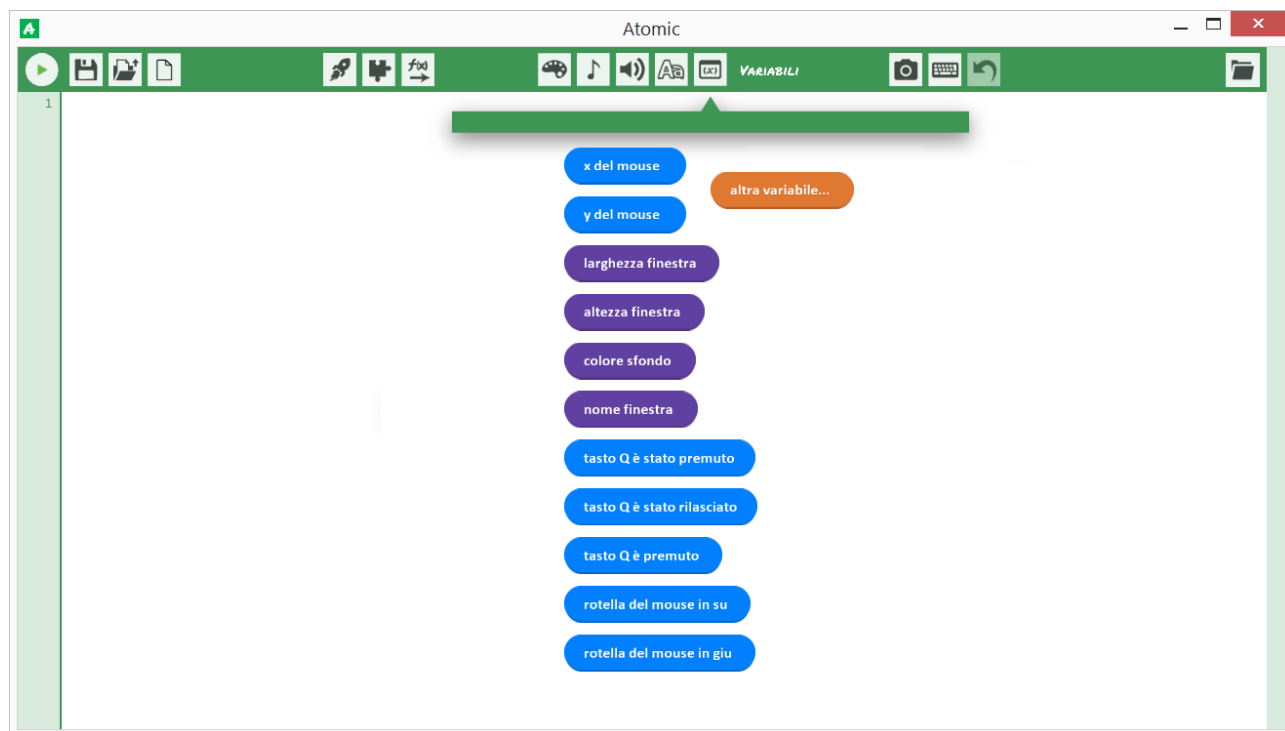 Atomic
f(x)
(x)
VARIABILI
1
x del mouse
altra variabile...
y del mouse
larghezza finestra
altezza finestra
colore sfondo
nome finestra
tasto Q è stato premuto
tasto Q è stato rilasciato
tasto Q è premuto
rotella del mouse in su
rotella del mouse in giu